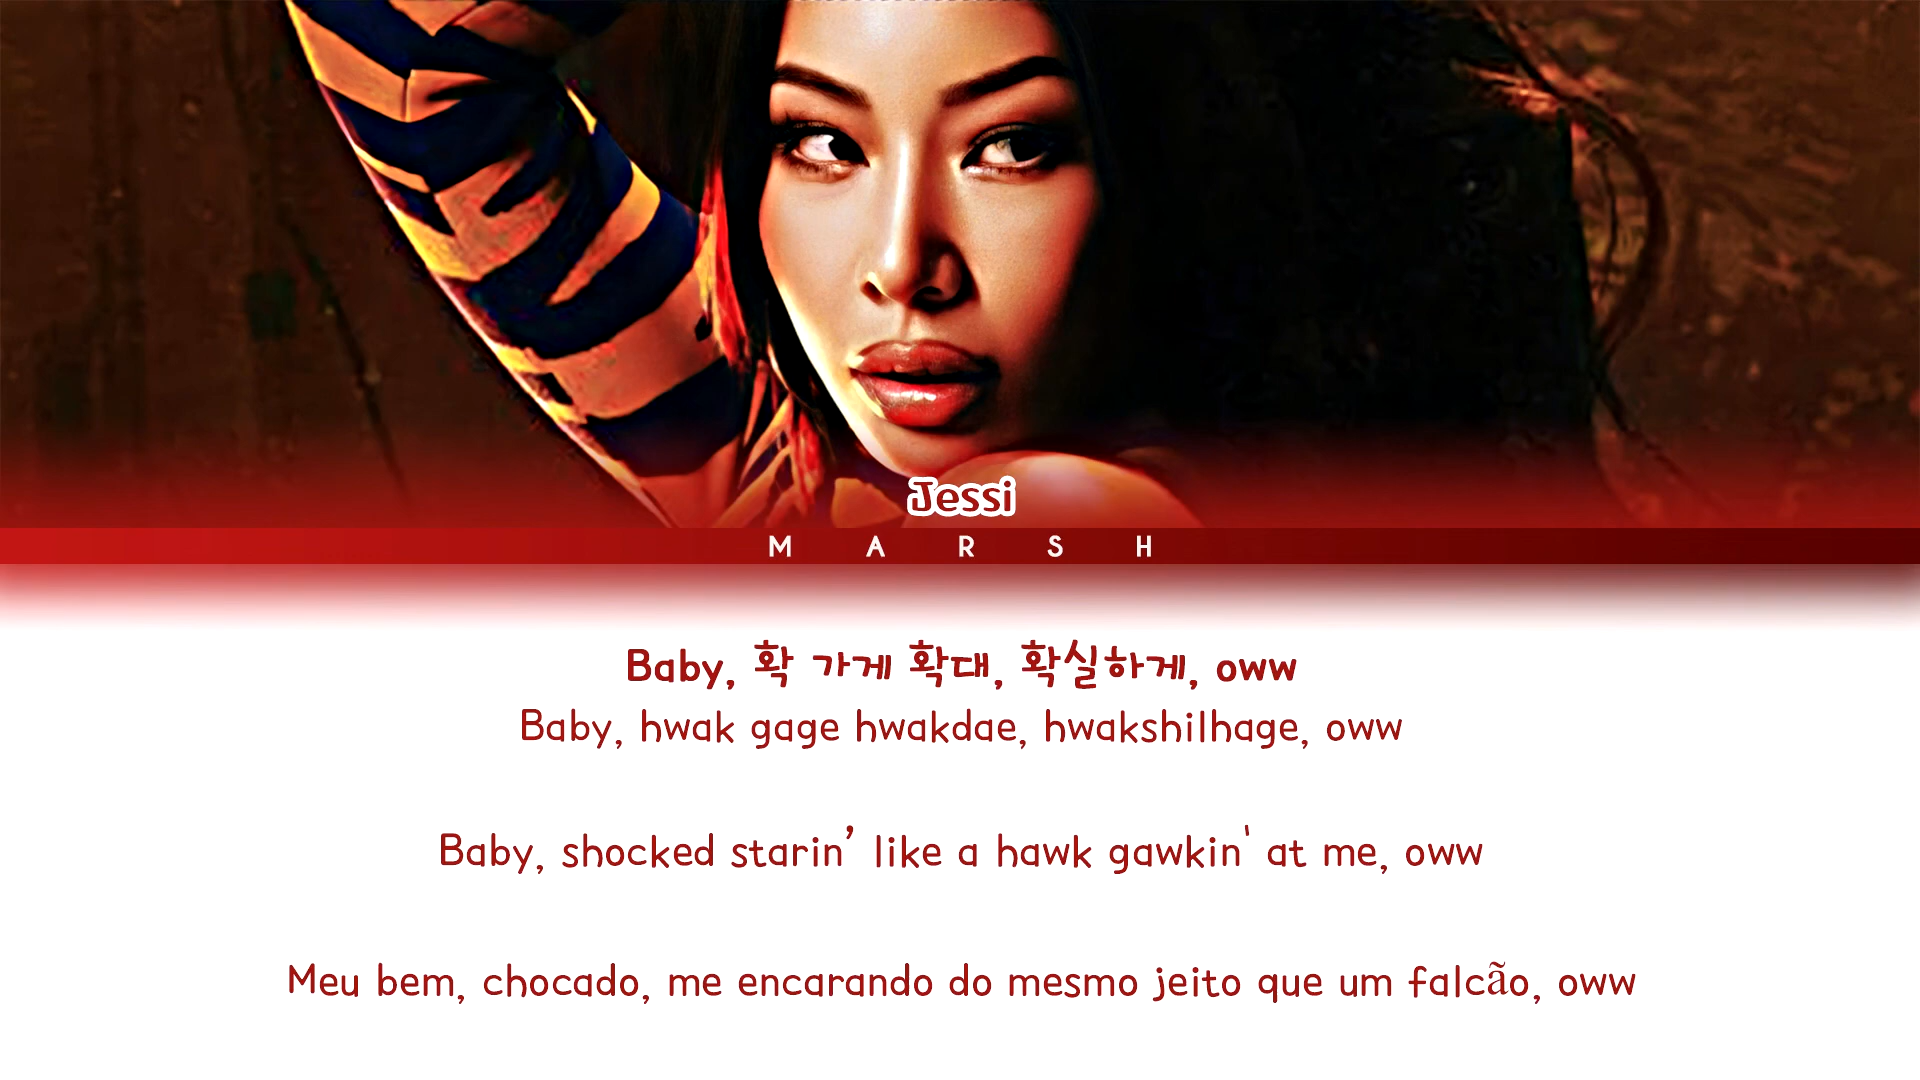 Jessi
MARSH
Baby, 확 가게 확대, 확실하게, oww
Baby, hwak gage hwakdae, hwakshilhage, oww
Baby, shocked starin’ like a hawk gawkin' at me, oww
Meu bem, chocado, me encarando do mesmo jeito que um falcão, oww